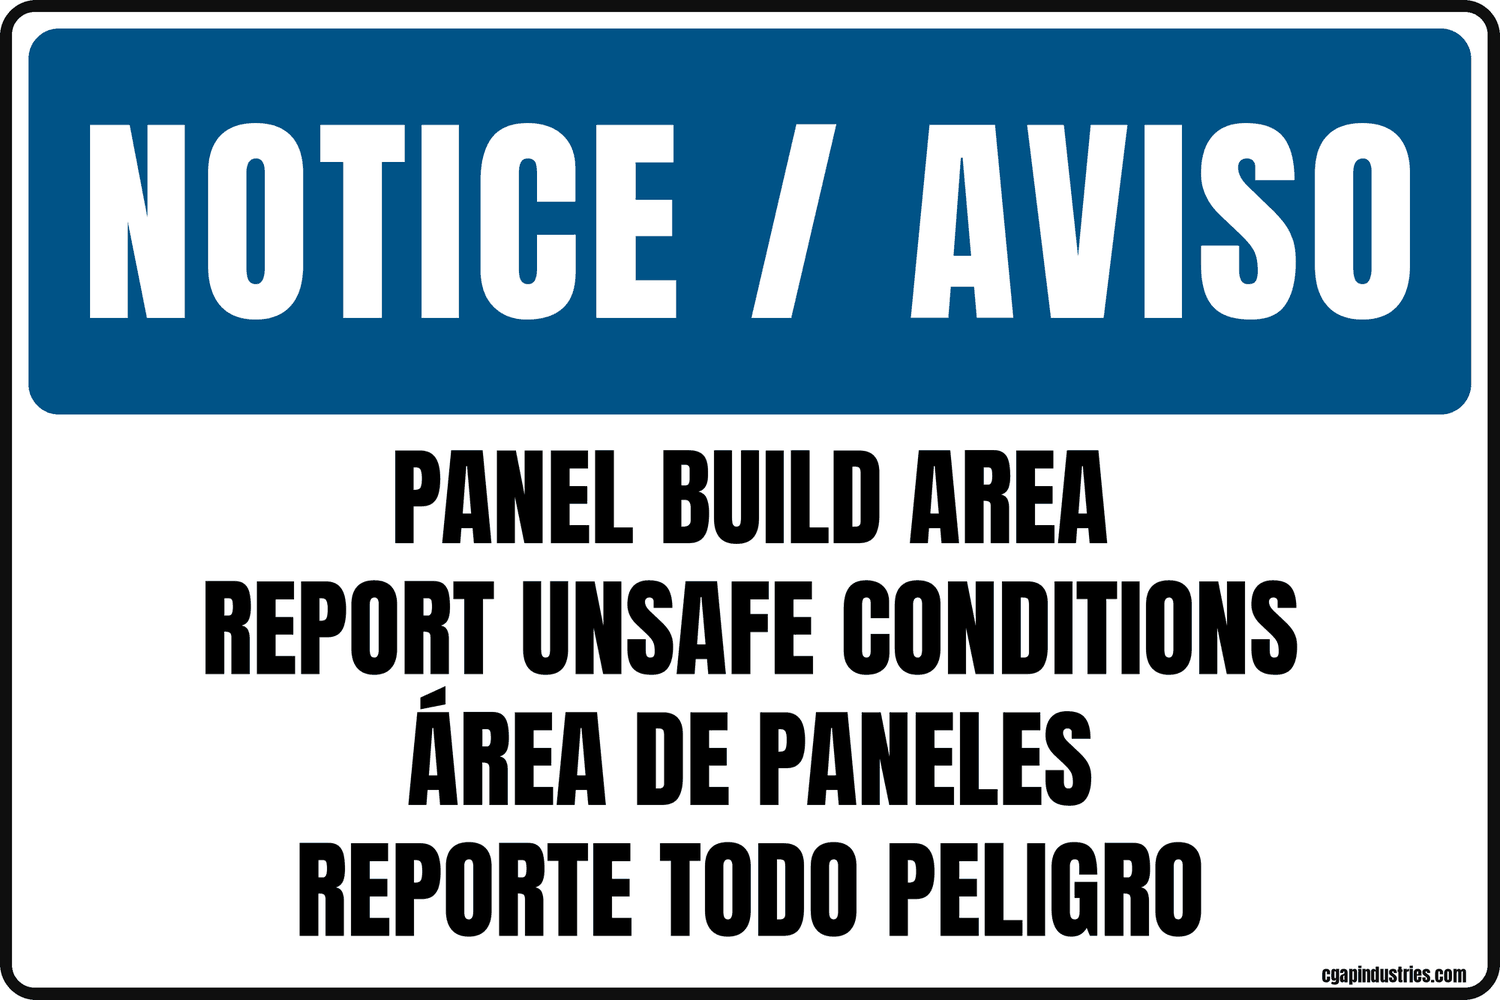 NOTICE / AVISO
PANEL BUILD AREA
REPORT UNSAFE CONDITIONS
ÁREA DE PANELES
REPORTE TODO PELIGRO
cgapindustries.com